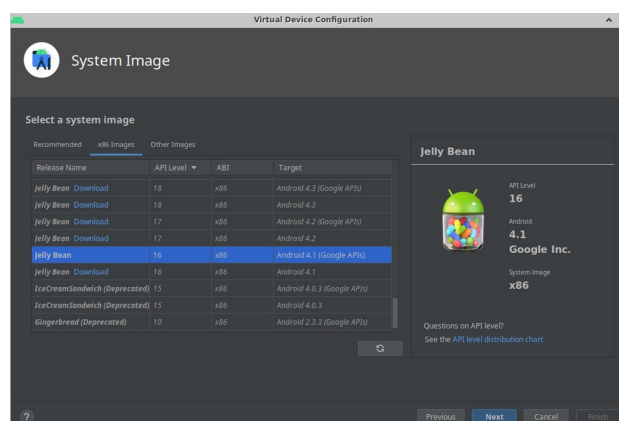 Virtual Device Configuration
System Image
Select a system image
Recommended x86 Images Other Images
Release Name API Level ▼ ABI Target
Jelly Bean Download 18 x86 Android 4.3 (Google APIs)
Jelly Bean Download 18 x86 Android 4.3
Jelly Bean Download 17 x86 Android 4.2 (Google APIs)
Jelly Bean Download 17 x86 Android 4.2
Jelly Bean 16 x86 Android 4.1 (Google APIs)
Jelly Bean Download 16 x86 Android 4.1
IceCreamSandwich (Deprecated) 15 x86 Android 4.0.3 (Google APIs)
IceCreamSandwich (Deprecated) 15 x86 Android 4.0.3
Gingerbread (Deprecated) 10 x86 Android 2.3.3 (Google APIs)
Jelly Bean
API Level
16
Android
4.1
Google Inc.
System Image
x86
Questions on API level?
See the API level distribution chart
? Previous Next Cancel Finish